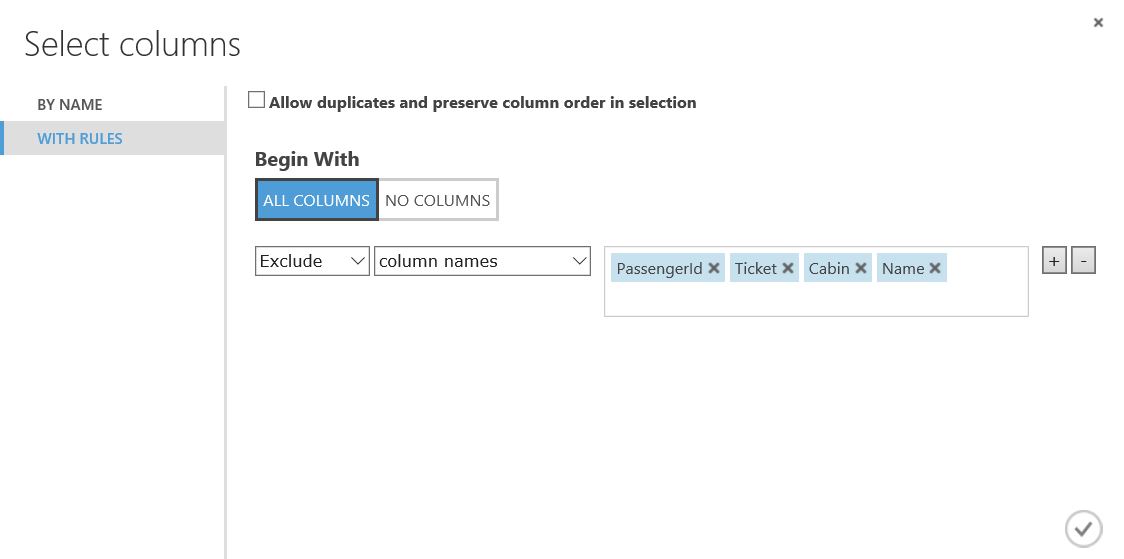 Select columns
BY NAME
WITH RULES
Allow duplicates and preserve column order in selection
Begin With
ALL COLUMNS NO COLUMNS
Exclude column names PassengerId Ticket Cabin Name + -